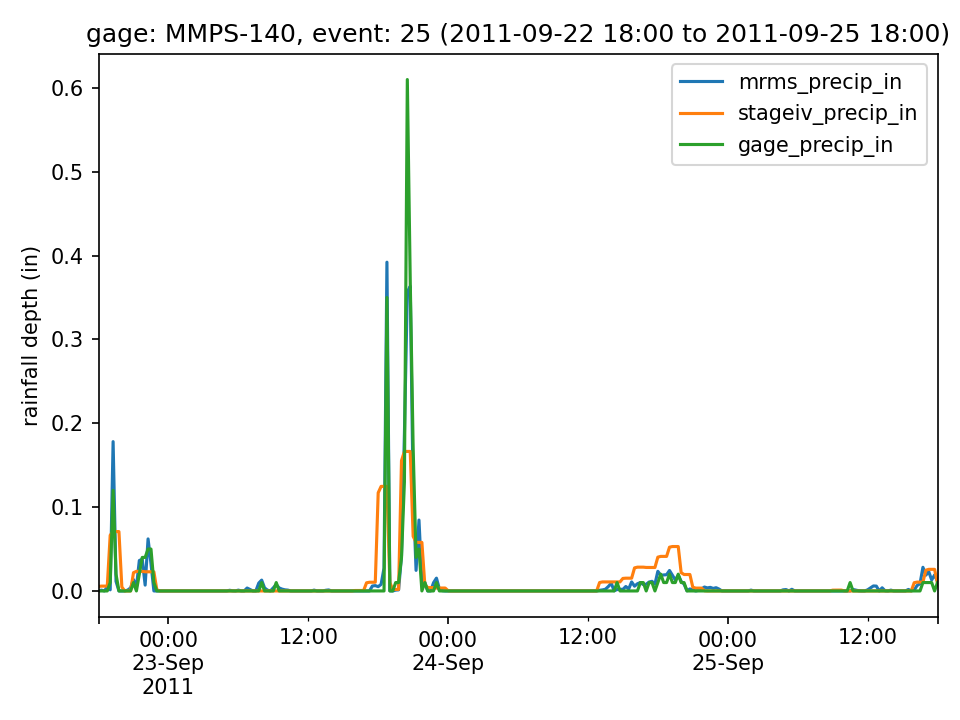 gage: MMPS-140, event: 25 (2011-09-22 18:00 to 2011-09-25 18:00)
mrms_precip_in
stageiv_precip_in
gage_precip_in
rainfall depth (in)
0.6
0.5
0.4
0.3
0.2
0.1
0.0
00:00 12:00 00:00 12:00 00:00 12:00
23-Sep 24-Sep 25-Sep
2011